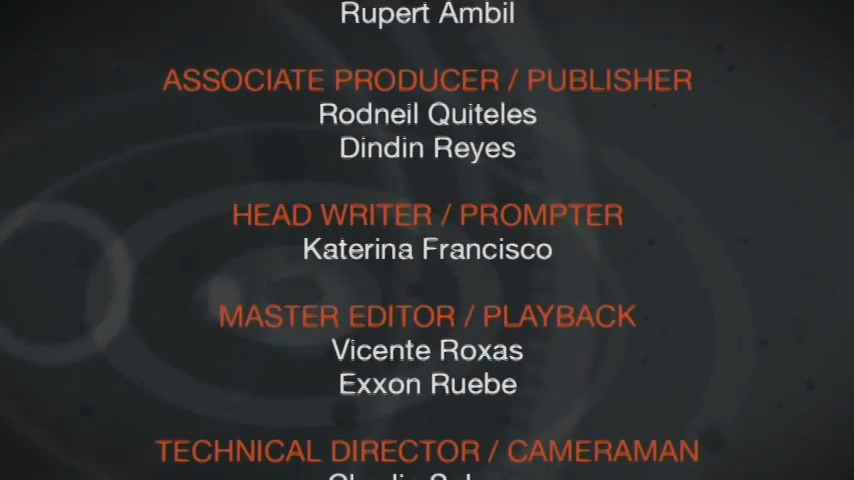 Rupert Ambil
ASSOCIATE PRODUCER / PUBLISHER
Rodneil Quiteles
Dindin Reyes
HEAD WRITER / PROMPTER
Katerina Francisco
MASTER EDITOR / PLAYBACK
Vicente Roxas
Exxon Ruebe
TECHNICAL DIRECTOR / CAMERAMAN